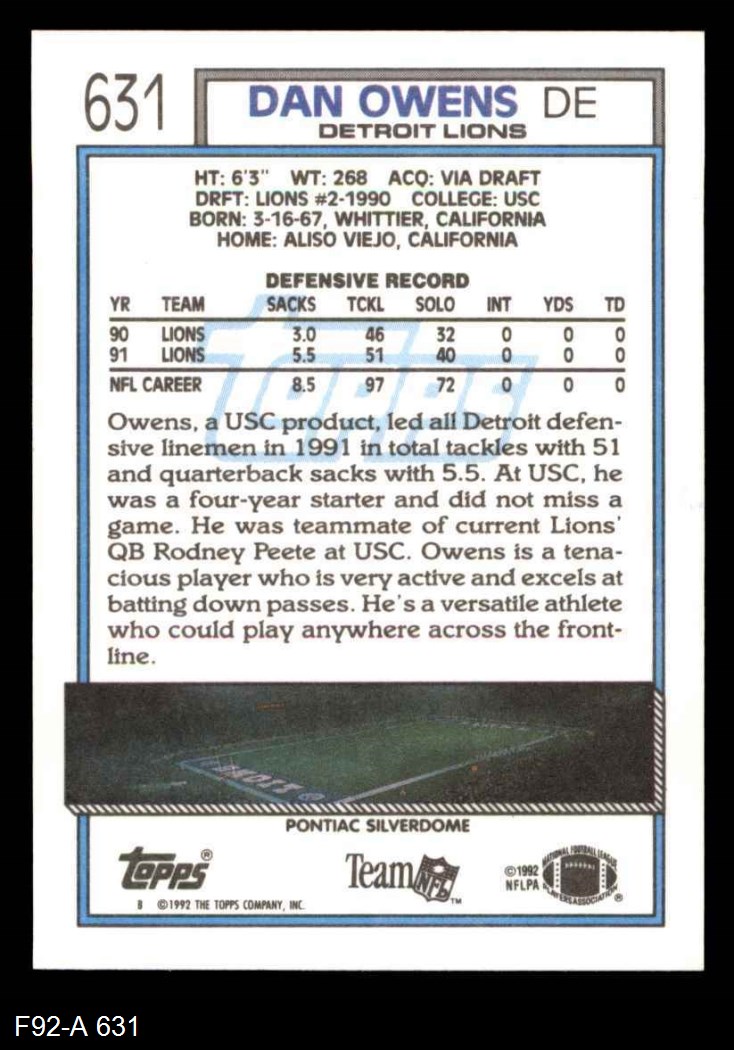 631
DAN OWENS DE
DETROIT LIONS
HT: 6'3" WT: 268 ACQ: VIA DRAFT
DRFT: LIONS #2-1990 COLLEGE: USC
BORN: 3-16-67, WHITTIER, CALIFORNIA
HOME: ALISO VIEJO, CALIFORNIA
DEFENSIVE RECORD
YR TEAM SACKS TCKL SOLO INT YDS TD
90 LIONS 3.0 46 32 0 0 0
91 LIONS 5.5 51 40 0 0 0
NFL CAREER 8.5 97 72 0 0 0
Topps
Owens, a USC product, led all Detroit defen-
sive linemen in 1991 in total tackles with 51
and quarterback sacks with 5.5. At USC, he
was a four-year starter and did not miss a
game. He was teammate of current Lions'
QB Rodney Peete at USC. Owens is a tena-
cious player who is very active and excels at
batting down passes. He's a versatile athlete
who could play anywhere across the front-
line.
PONTIAC SILVERDOME
Topps®
Team NFL™
©1992
NFLPA
NATIONAL FOOTBALL LEAGUE
PLAYERS ASSOCIATION®
B ©1992 THE TOPPS COMPANY, INC.
F92-A 631